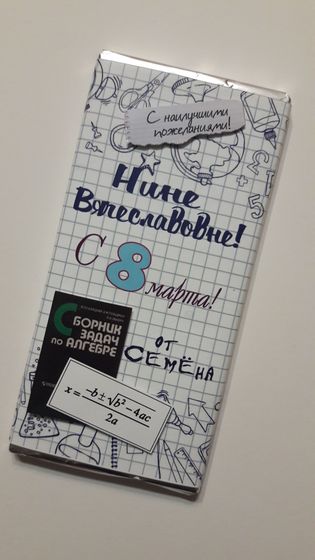 С наилучшими
пожеланиями!
Нине
Вячеславовне!
С 8 марта!
СБОРНИК
ЗАДАЧ
ПО
АЛГЕБРЕ
от
СЕМЁНА
x = (-b ± √(b² - 4ac)) / 2a